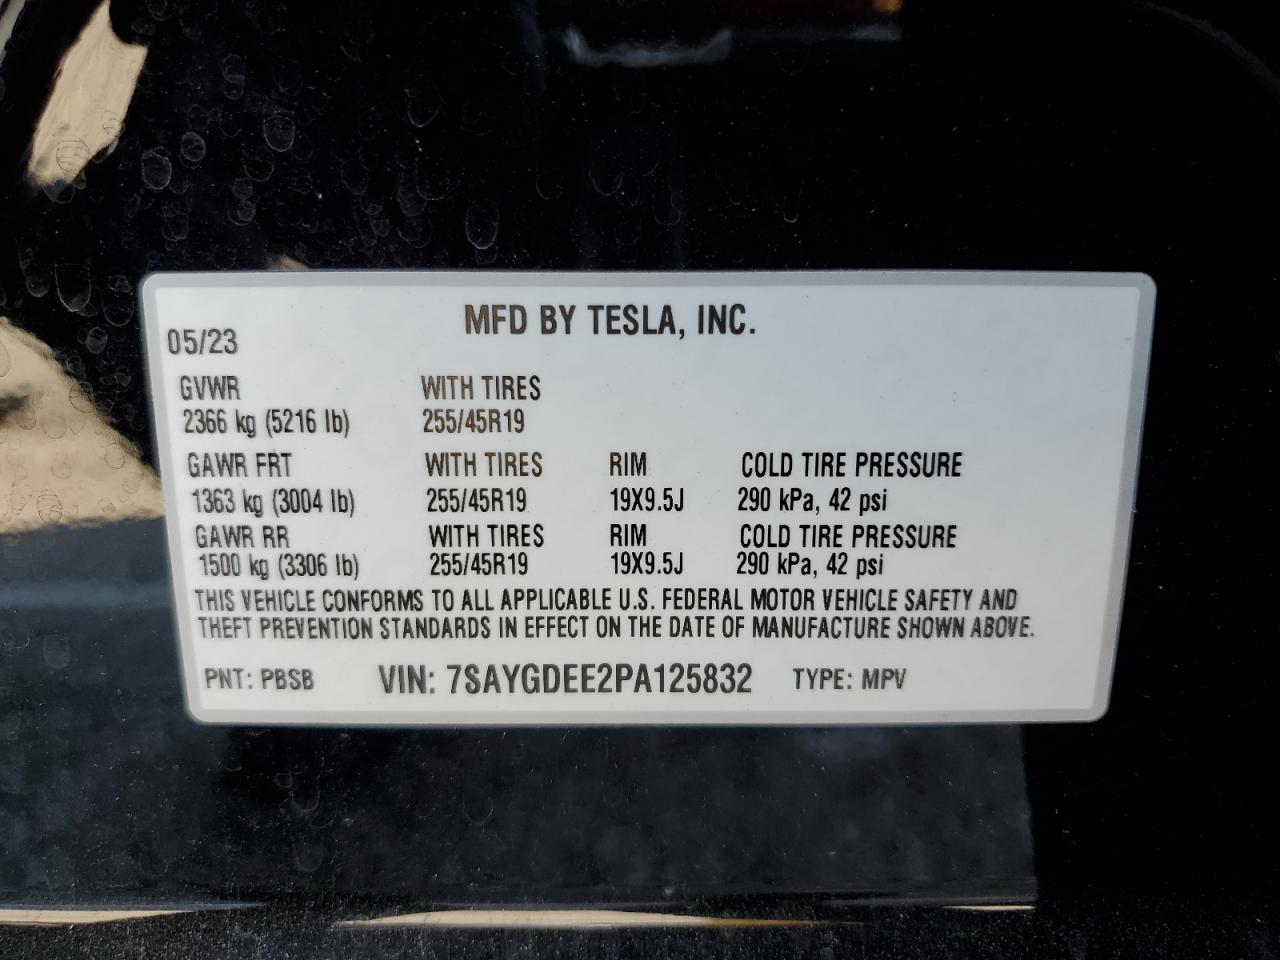 MFD BY TESLA, INC.
05/23
GVWR WITH TIRES
2366 kg (5216 lb) 255/45R19
GAWR FRT WITH TIRES RIM COLD TIRE PRESSURE
1363 kg (3004 lb) 255/45R19 19X9.5J 290 kPa, 42 psi
GAWR RR WITH TIRES RIM COLD TIRE PRESSURE
1500 kg (3306 lb) 255/45R19 19X9.5J 290 kPa, 42 psi
THIS VEHICLE CONFORMS TO ALL APPLICABLE U.S. FEDERAL MOTOR VEHICLE SAFETY AND
THEFT PREVENTION STANDARDS IN EFFECT ON THE DATE OF MANUFACTURE SHOWN ABOVE.
PNT: PBSB VIN: 7SAYGDEE2PA125832 TYPE: MPV